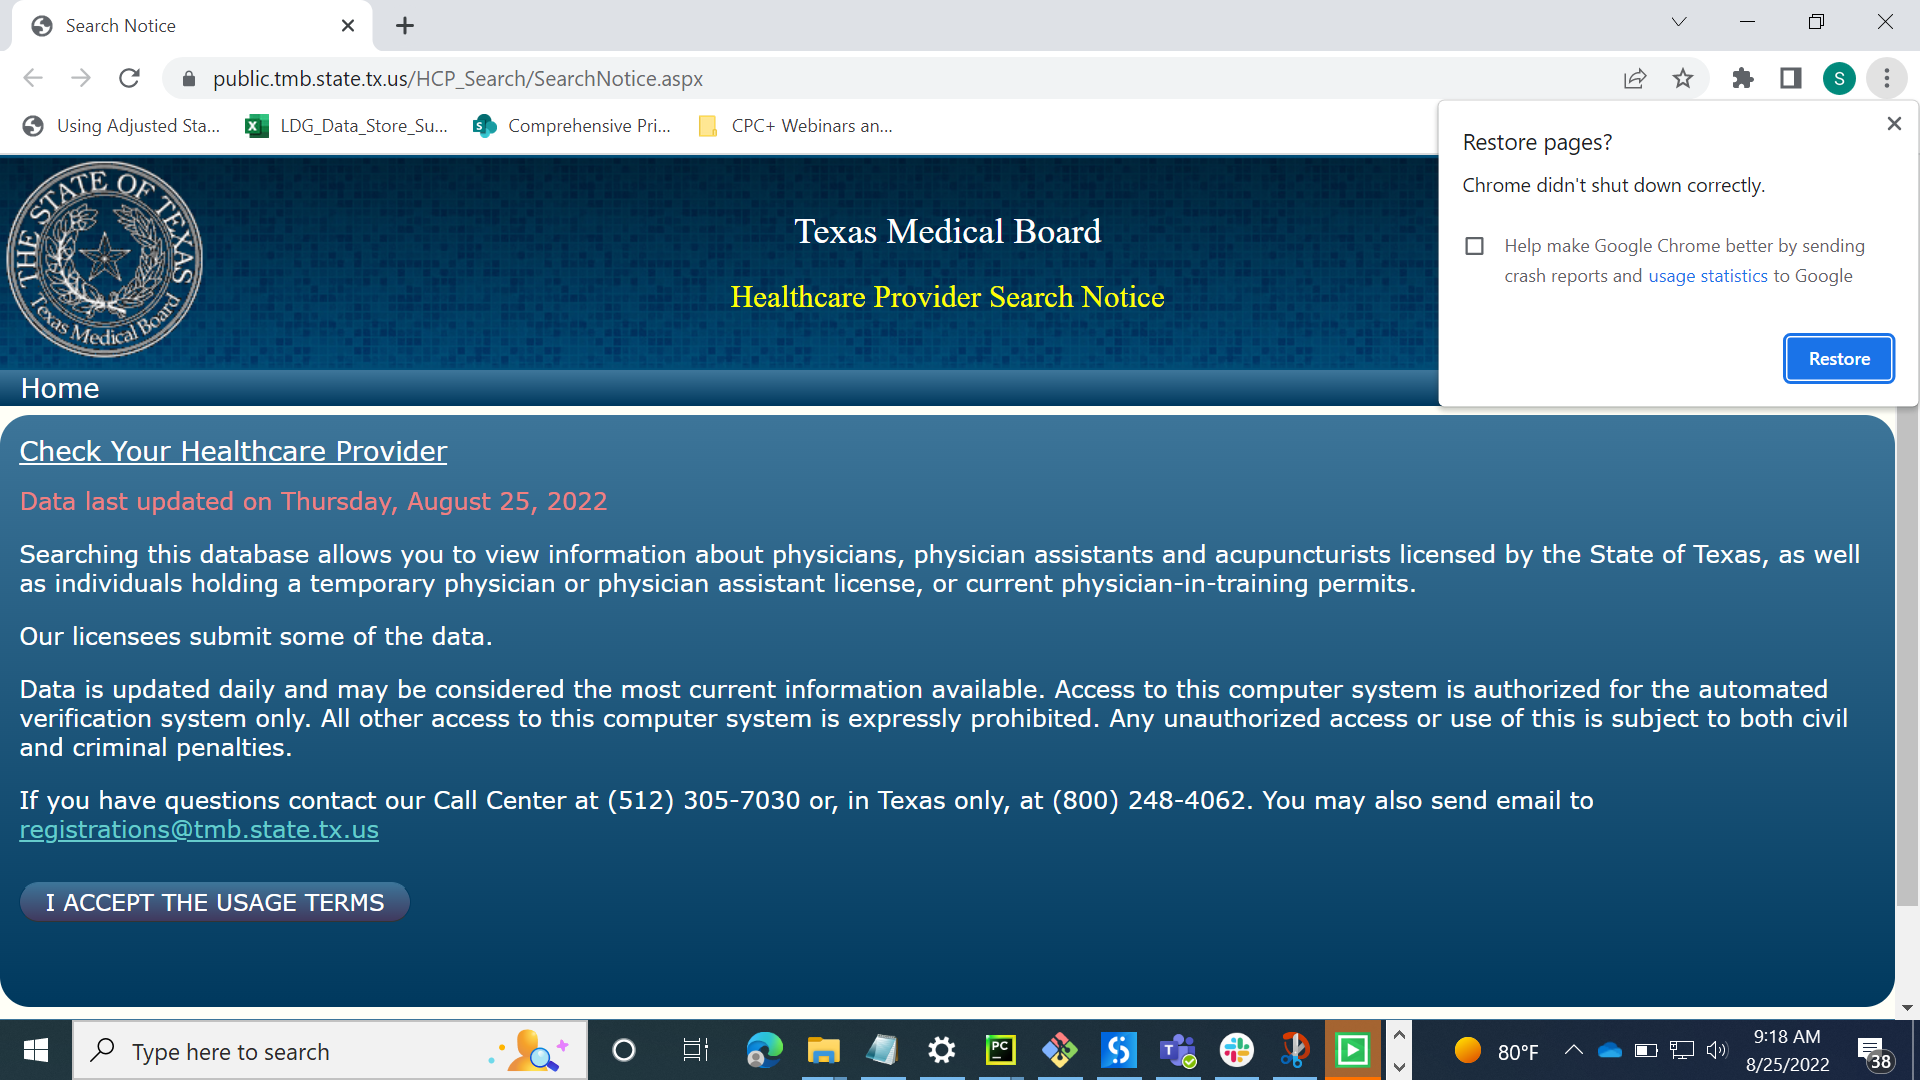 Search Notice
public.tmb.state.tx.us/HCP_Search/SearchNotice.aspx
S
Using Adjusted Sta...
LDG_Data_Store_Su...
Comprehensive Pri...
CPC+ Webinars an...
Restore pages?
Chrome didn't shut down correctly.
Help make Google Chrome better by sending
crash reports and usage statistics to Google
Restore
THE STATE OF TEXAS
Texas Medical Board
Texas Medical Board
Healthcare Provider Search Notice
Home
Check Your Healthcare Provider
Data last updated on Thursday, August 25, 2022
Searching this database allows you to view information about physicians, physician assistants and acupuncturists licensed by the State of Texas, as well
as individuals holding a temporary physician or physician assistant license, or current physician-in-training permits.
Our licensees submit some of the data.
Data is updated daily and may be considered the most current information available. Access to this computer system is authorized for the automated
verification system only. All other access to this computer system is expressly prohibited. Any unauthorized access or use of this is subject to both civil
and criminal penalties.
If you have questions contact our Call Center at (512) 305-7030 or, in Texas only, at (800) 248-4062. You may also send email to
registrations@tmb.state.tx.us
I ACCEPT THE USAGE TERMS
Type here to search
PC
80°F
9:18 AM
8/25/2022
38